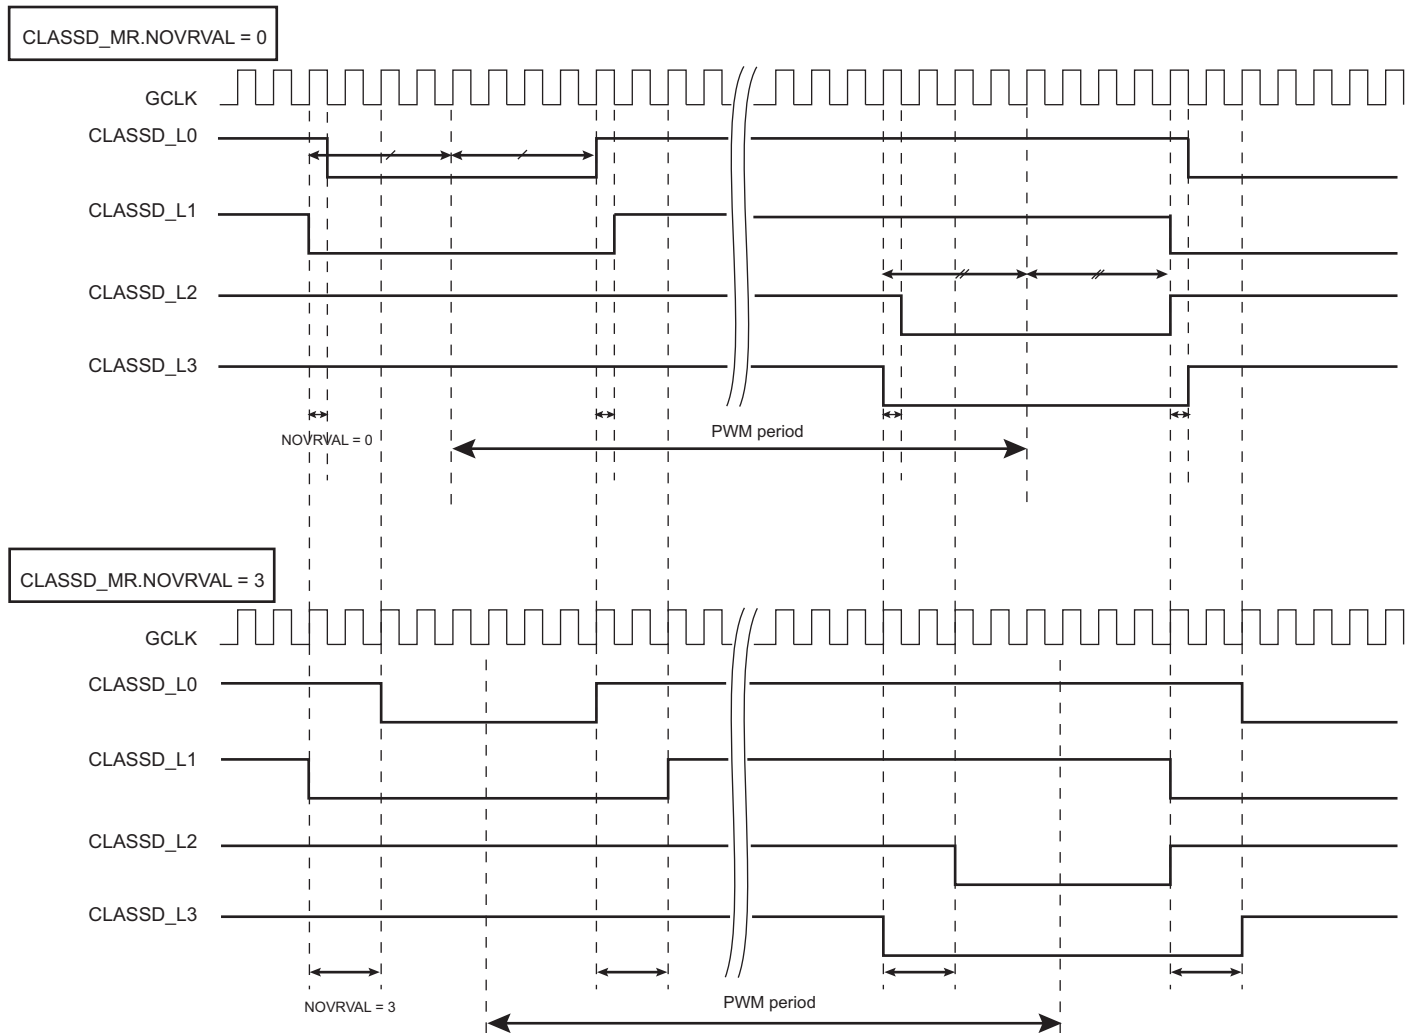 CLASSD_MR.NOVRVAL = 0
GCLK
CLASSD_L0
CLASSD_L1
CLASSD_L2
CLASSD_L3
NOVRVAL = 0
PWM period
CLASSD_MR.NOVRVAL = 3
GCLK
CLASSD_L0
CLASSD_L1
CLASSD_L2
CLASSD_L3
NOVRVAL = 3
PWM period